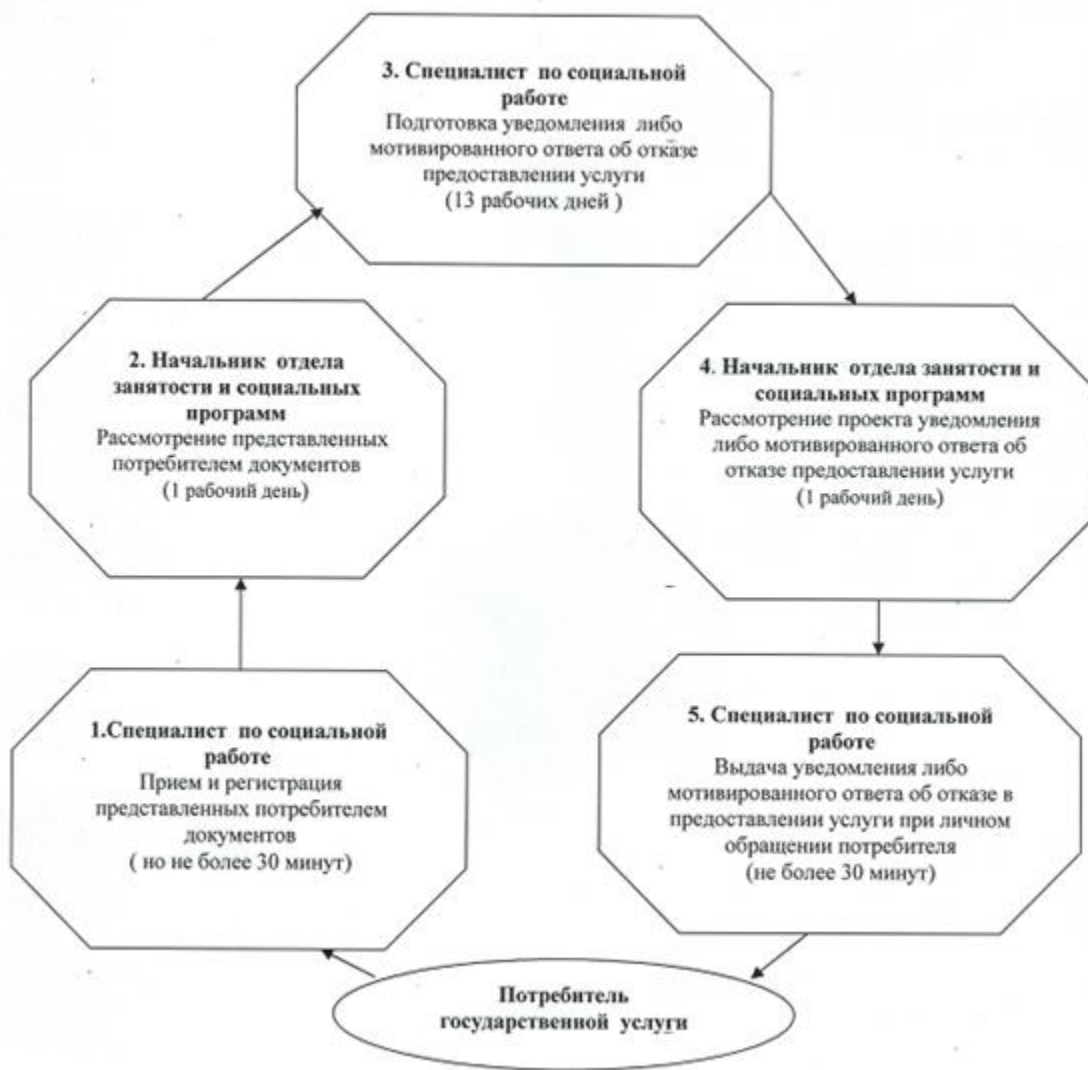 3. Специалист по социальной
работе
Подготовка уведомления либо
мотивированного ответа об отказе
предоставлении услуги
(13 рабочих дней )
2. Начальник отдела
занятости и социальных
программ
Рассмотрение представленных
потребителем документов
(1 рабочий день)
4. Начальник отдела занятости и
социальных программ
Рассмотрение проекта уведомления
либо мотивированного ответа об
отказе предоставлении услуги
(1 рабочий день)
1.Специалист по социальной
работе
Прием и регистрация
представленных потребителем
документов
( но не более 30 минут)
5. Специалист по социальной
работе
Выдача уведомления либо
мотивированного ответа об отказе в
предоставлении услуги при личном
обращении потребителя
(не более 30 минут)
Потребитель
государственной услуги